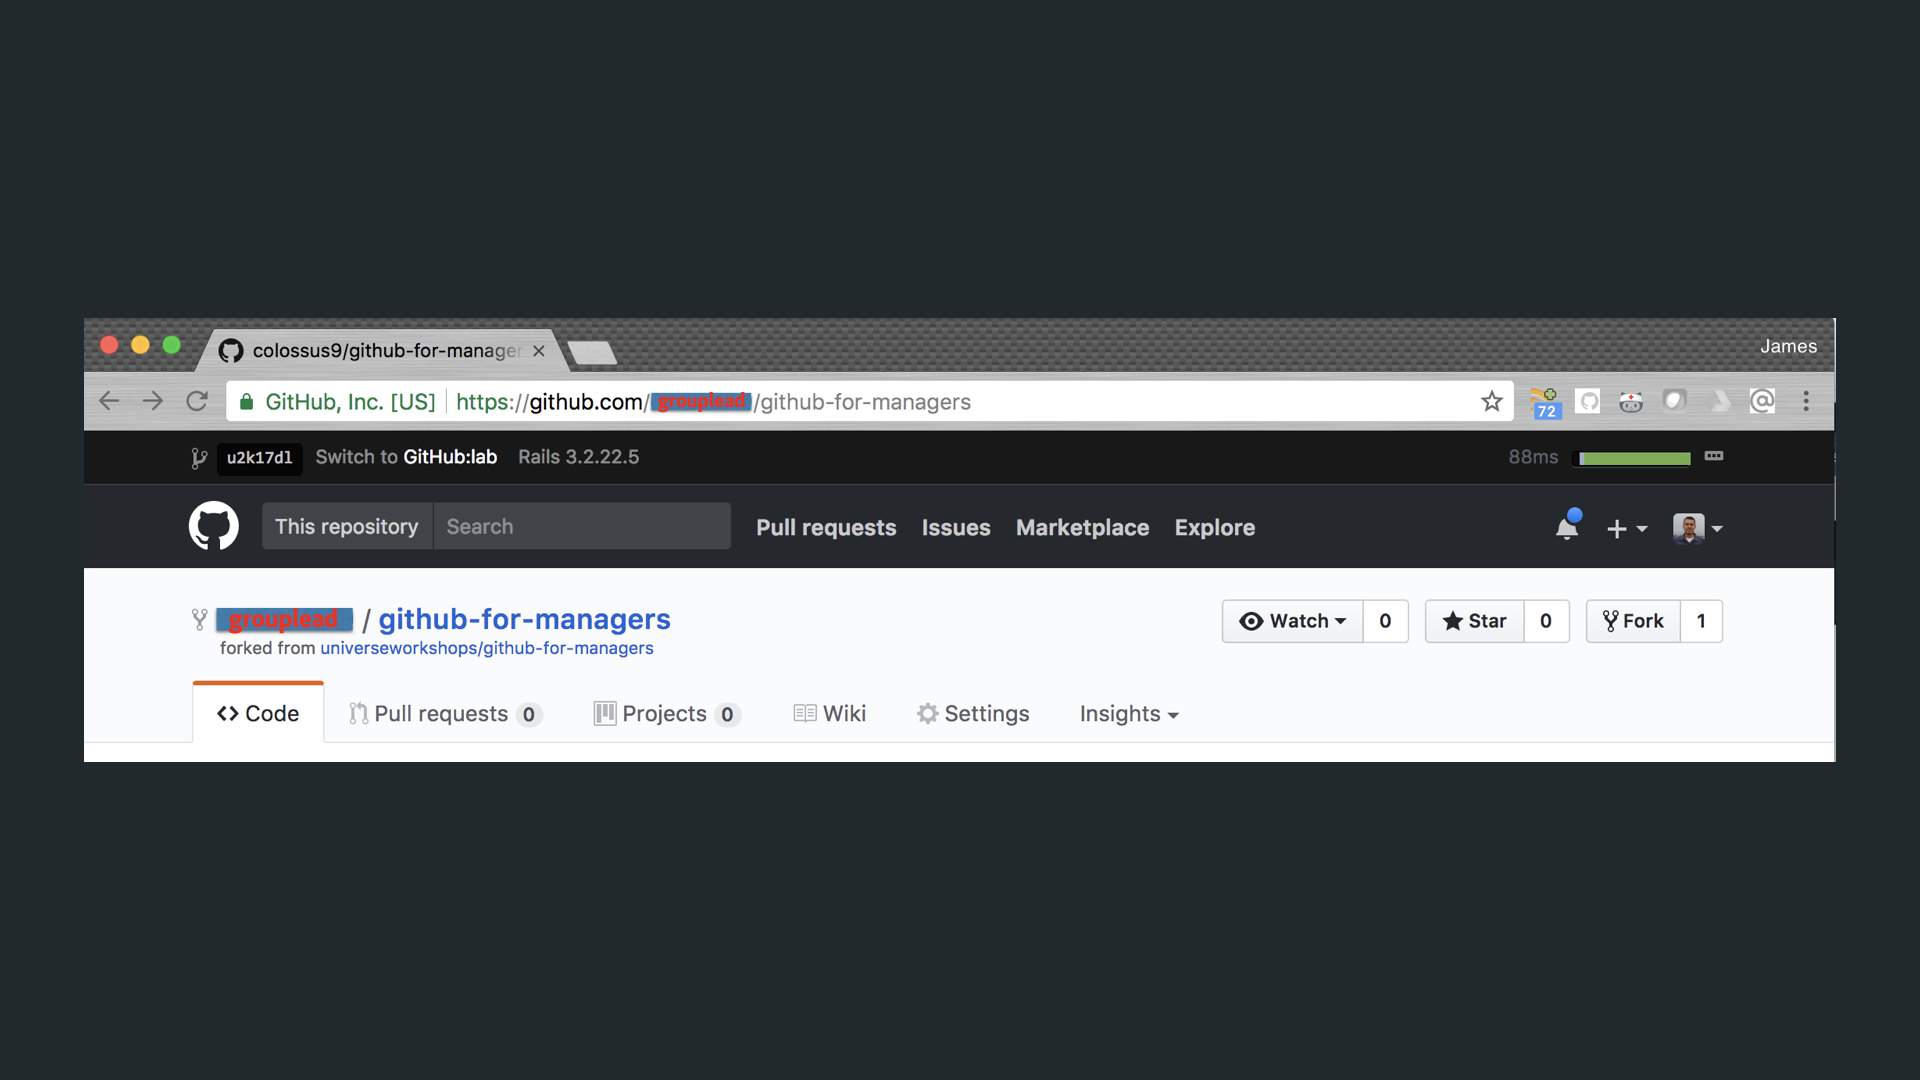 colossus9/github-for-manager
James
GitHub, Inc. [US] https://github.com/grouplead/github-for-managers
72
u2k17dl Switch to GitHub:lab Rails 3.2.22.5 88ms
This repository Search Pull requests Issues Marketplace Explore
grouplead / github-for-managers Watch 0 Star 0 Fork 1
forked from universeworkshops/github-for-managers
Code Pull requests 0 Projects 0 Wiki Settings Insights